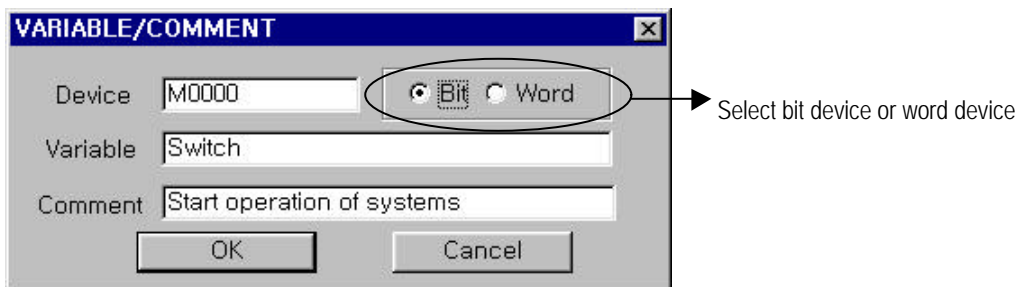 VARIABLE/COMMENT
Device M0000 Bit Word
Select bit device or word device
Variable Switch
Comment Start operation of systems
OK Cancel